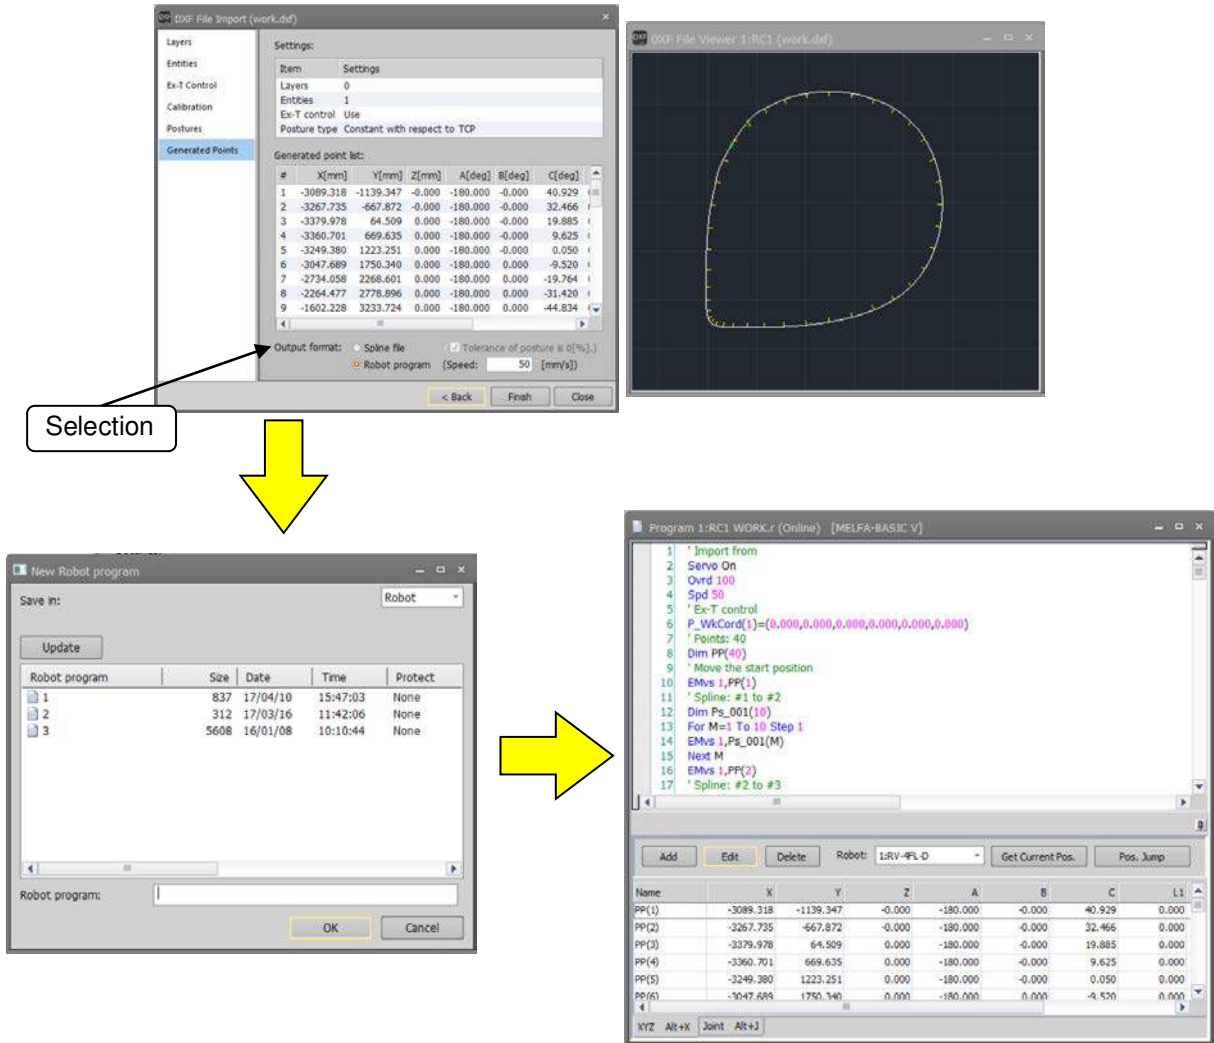 DXF File Import (work.dxf)
Layers
Entities
Ex-T Control
Calibration
Postures
Generated Points
Settings:
Item Settings
Layers 0
Entities 1
Ex-T control Use
Posture type Constant with respect to TCP
Generated point list:
# X[mm] Y[mm] Z[mm] A[deg] B[deg] C[deg]
1 -3089.318 -1139.347 -0.000 -180.000 -0.000 40.929
2 -3267.735 -667.872 -0.000 -180.000 -0.000 32.466
3 -3379.978 64.509 0.000 -180.000 -0.000 19.885
4 -3360.701 669.635 0.000 -180.000 -0.000 9.625
5 -3249.380 1223.251 0.000 -180.000 -0.000 0.050
6 -3047.689 1750.340 0.000 -180.000 0.000 -9.520
7 -2734.058 2268.601 0.000 -180.000 0.000 -19.764
8 -2264.477 2778.896 0.000 -180.000 0.000 -31.420
9 -1602.228 3233.724 0.000 -180.000 0.000 -44.834
Output format: Spline file Tolerance of posture is 0[%].)
Robot program (Speed: 50 [mm/s])
< Back Finish Close
DXF File Viewer 1:RC1 (work.dxf)
Selection
New Robot program
Save in: Robot
Update
Robot program Size Date Time Protect
1 837 17/04/10 15:47:03 None
2 312 17/03/16 11:42:06 None
3 5608 16/01/08 10:10:44 None
Robot program:
OK Cancel
Program 1:RC1 WORK.r (Online) [MELFA-BASIC V]
1 ' Import from
2 Servo On
3 Ovrd 100
4 Spd 50
5 ' Ex-T control
6 P_WkCord(1)=(0.000,0.000,0.000,0.000,0.000,0.000)
7 ' Points: 40
8 Dim PP(40)
9 ' Move the start position
10 EMvs 1,PP(1)
11 ' Spline: #1 to #2
12 Dim Ps_001(10)
13 For M=1 To 10 Step 1
14 EMvs 1,Ps_001(M)
15 Next M
16 EMvs 1,PP(2)
17 ' Spline: #2 to #3
Add Edit Delete Robot: 1:RV-4FL-D Get Current Pos. Pos. Jump
Name X Y Z A B C L1
PP(1) -3089.318 -1139.347 -0.000 -180.000 -0.000 40.929 0.000
PP(2) -3267.735 -667.872 -0.000 -180.000 -0.000 32.466 0.000
PP(3) -3379.978 64.509 0.000 -180.000 -0.000 19.885 0.000
PP(4) -3360.701 669.635 0.000 -180.000 -0.000 9.625 0.000
PP(5) -3249.380 1223.251 0.000 -180.000 -0.000 0.050 0.000
PP(6) -3047.689 1750.340 0.000 -180.000 0.000 -9.520 0.000
XYZ Alt+X Joint Alt+J